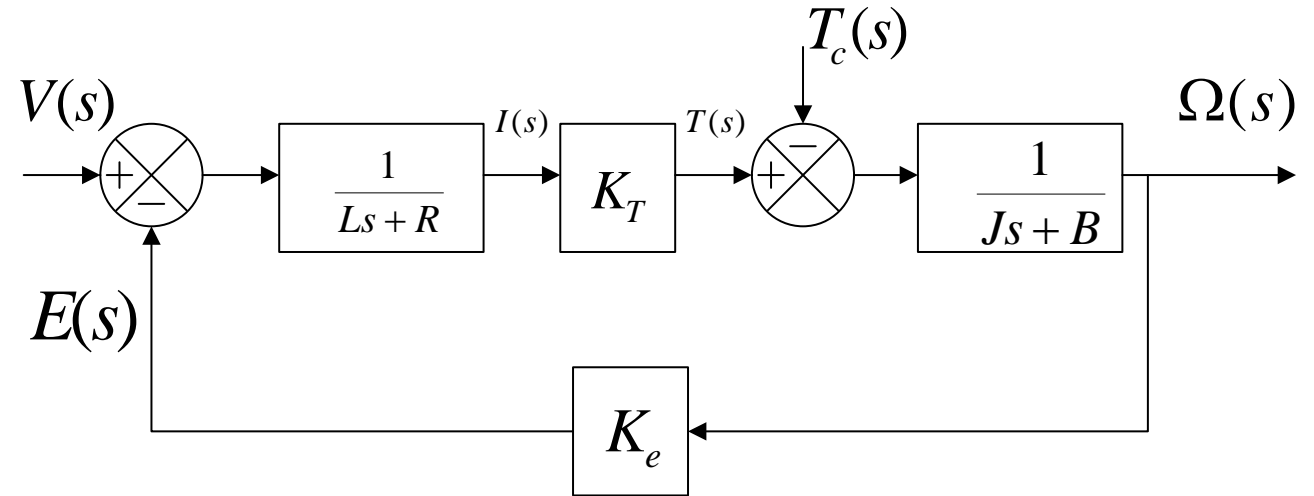 T_c(s)
V(s)
Ω(s)
I(s)
T(s)
+
−
1
Ls + R
K_T
+
−
1
Js + B
E(s)
K_e